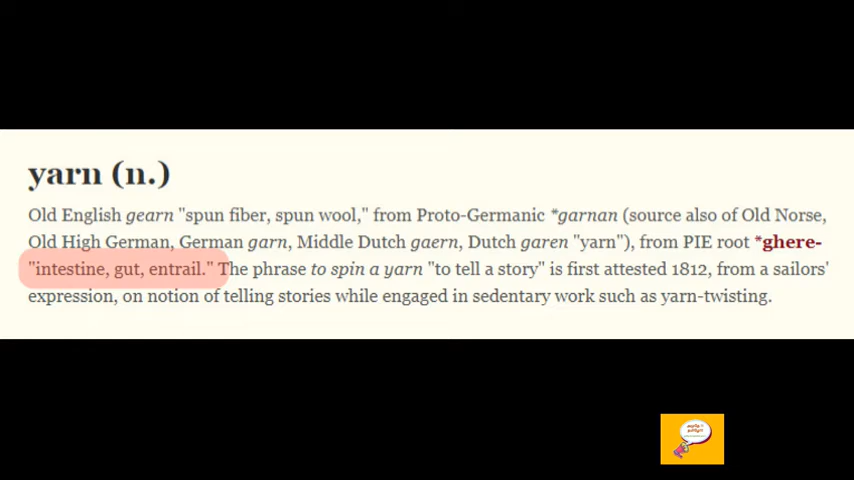 yarn (n.)
Old English gearn "spun fiber, spun wool," from Proto-Germanic *garnan (source also of Old Norse,
Old High German, German garn, Middle Dutch gaern, Dutch garen "yarn"), from PIE root *ghere-
"intestine, gut, entrail." The phrase to spin a yarn "to tell a story" is first attested 1812, from a sailors'
expression, on notion of telling stories while engaged in sedentary work such as yarn-twisting.